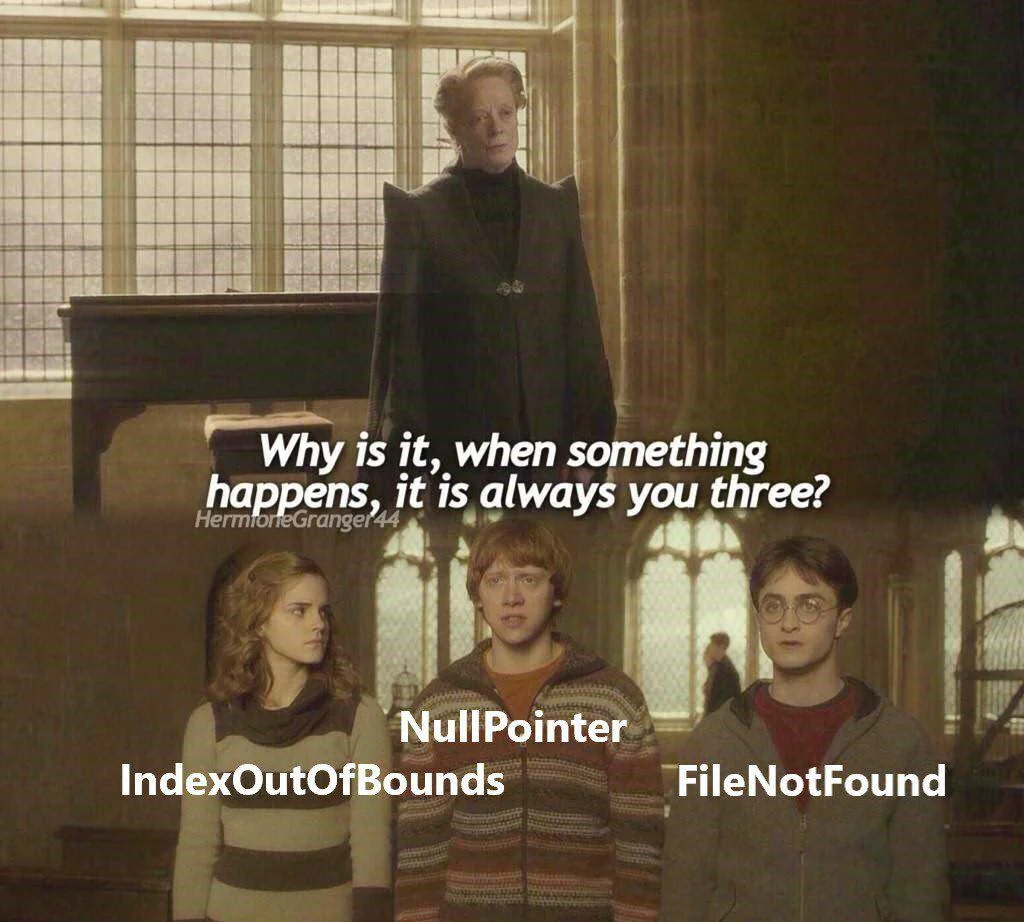 Why is it, when something
happens, it is always you three?
HermioneGranger44
NullPointer
IndexOutOfBounds
FileNotFound